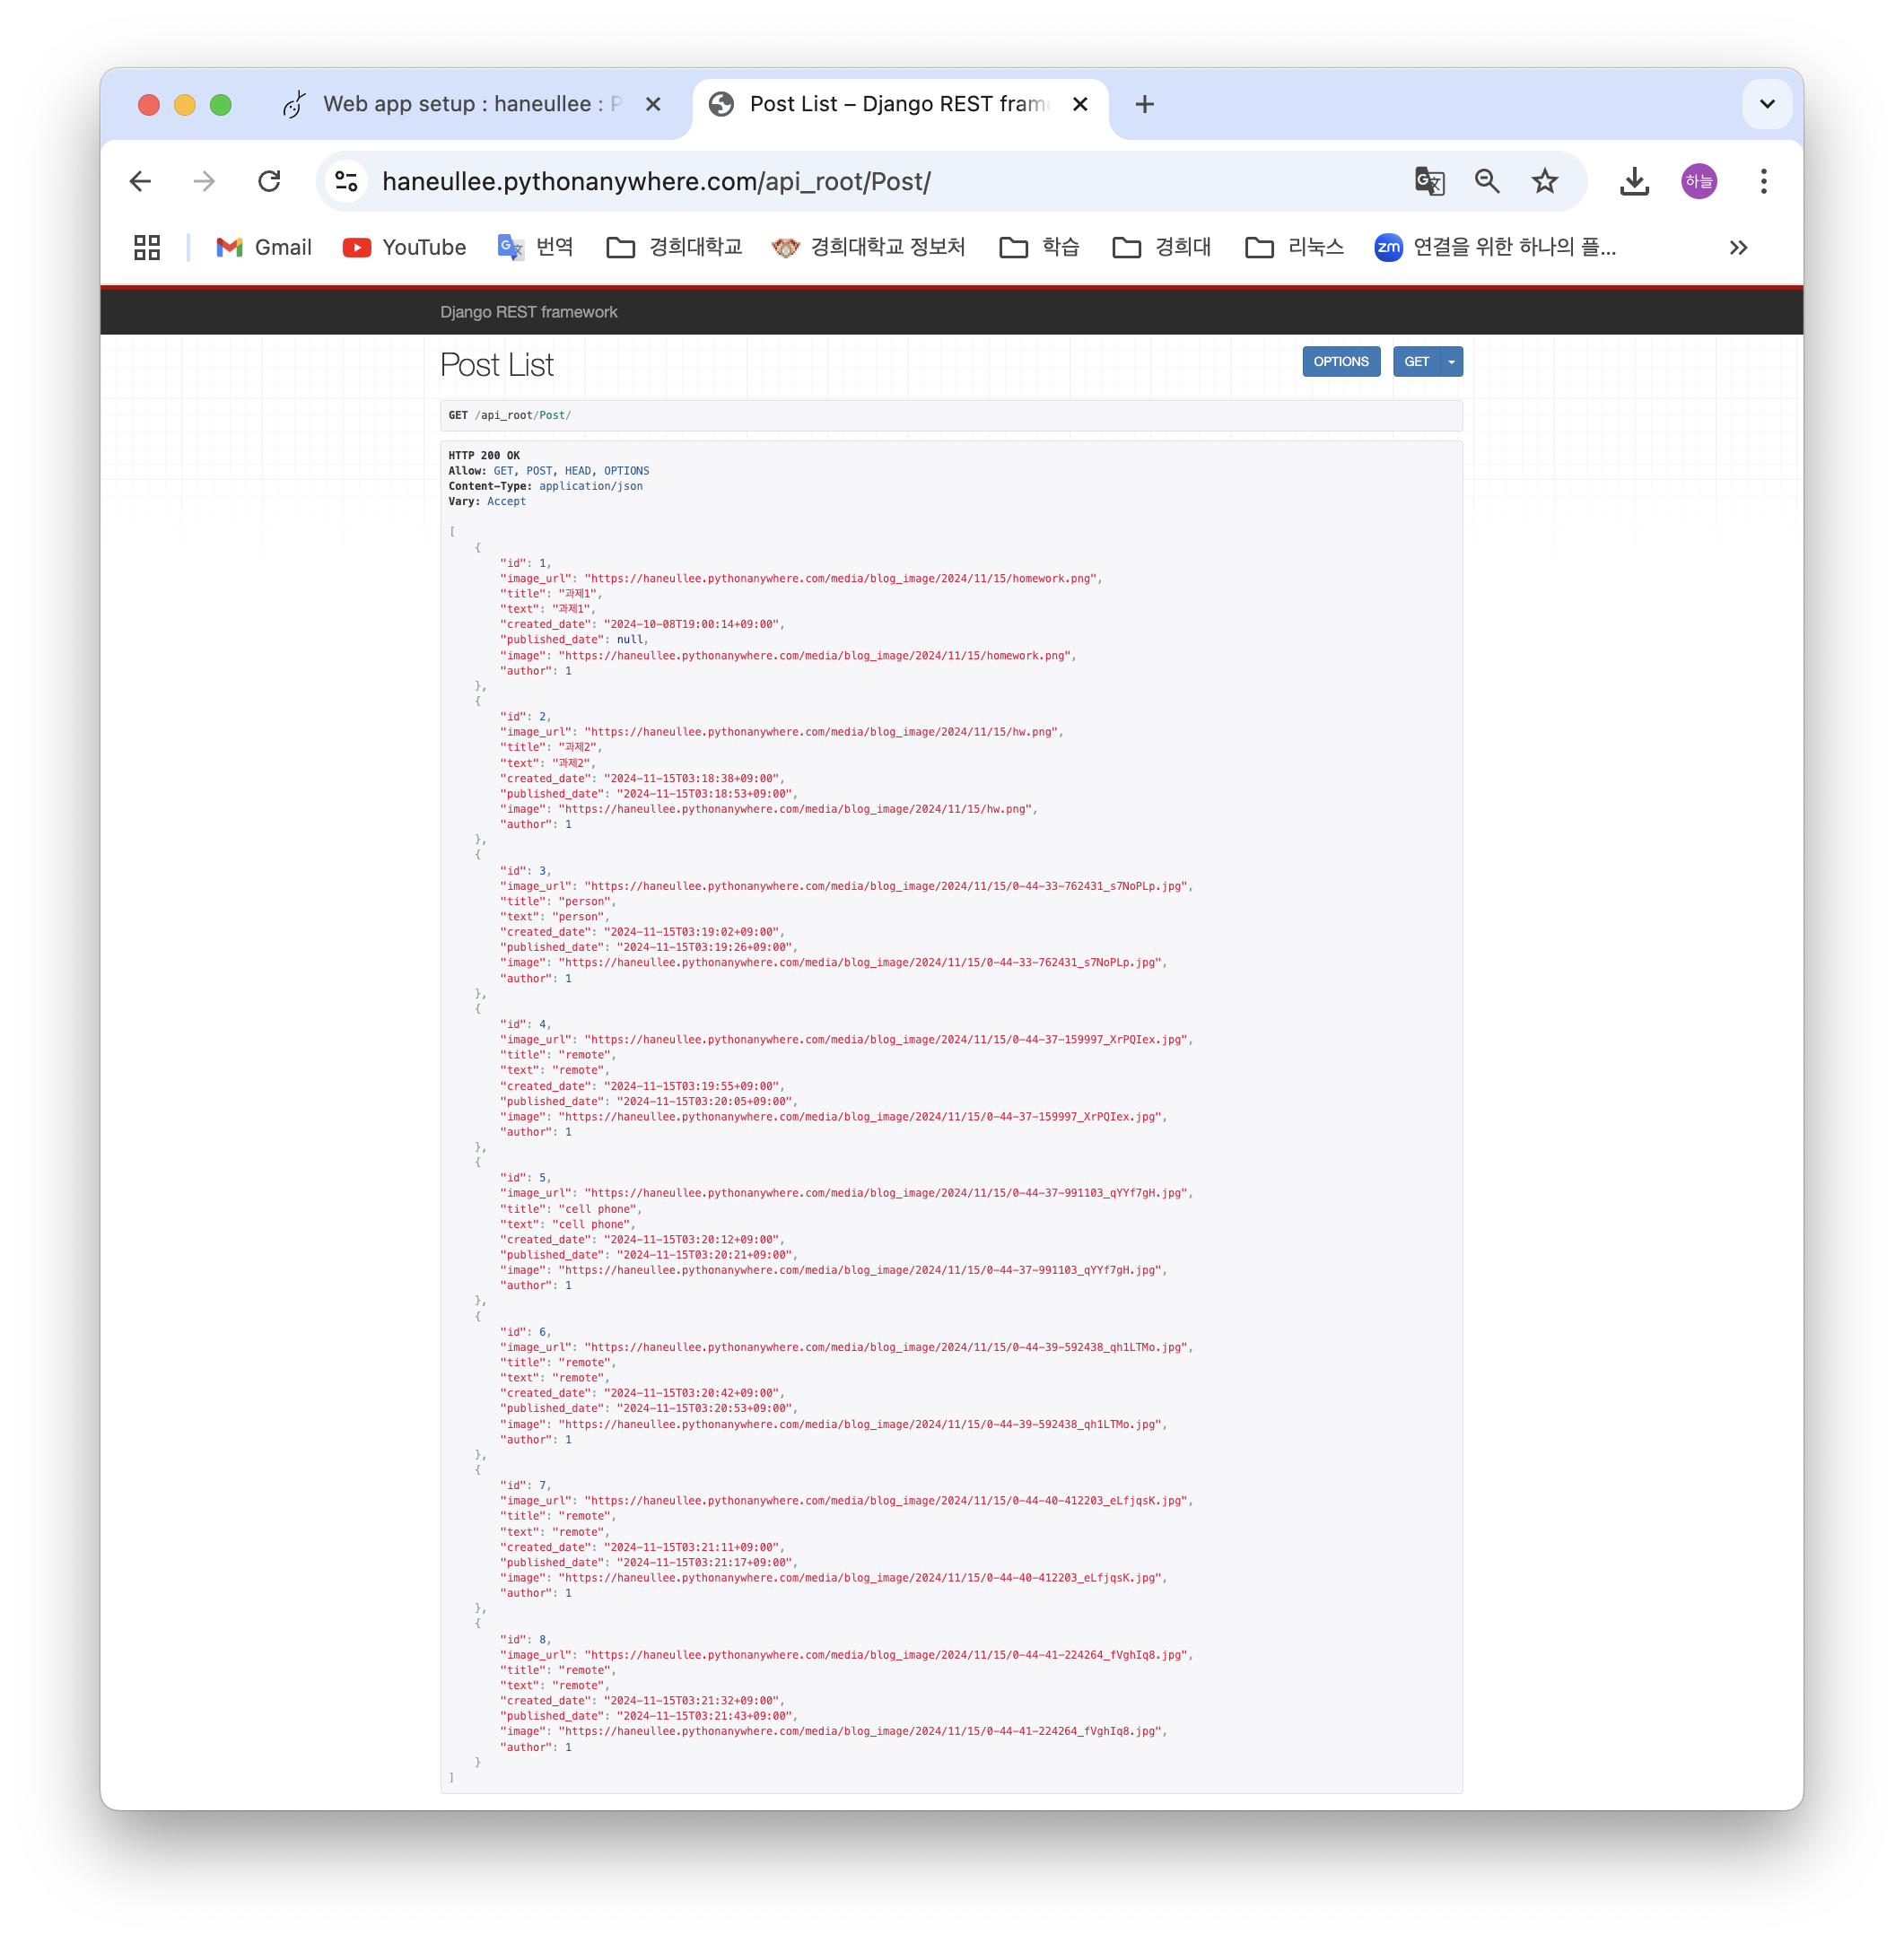 Web app setup : haneullee : P
Post List – Django REST fram
haneullee.pythonanywhere.com/api_root/Post/
하늘
Gmail
YouTube
번역
경희대학교
경희대학교 정보처
학습
경희대
리눅스
zm
연결을 위한 하나의 플...
Django REST framework
Post List
OPTIONS
GET
GET /api_root/Post/
HTTP 200 OK
Allow: GET, POST, HEAD, OPTIONS
Content-Type: application/json
Vary: Accept
[
{
"id": 1,
"image_url": "https://haneullee.pythonanywhere.com/media/blog_image/2024/11/15/homework.png",
"title": "과제1",
"text": "과제1",
"created_date": "2024-10-08T19:00:14+09:00",
"published_date": null,
"image": "https://haneullee.pythonanywhere.com/media/blog_image/2024/11/15/homework.png",
"author": 1
},
{
"id": 2,
"image_url": "https://haneullee.pythonanywhere.com/media/blog_image/2024/11/15/hw.png",
"title": "과제2",
"text": "과제2",
"created_date": "2024-11-15T03:18:38+09:00",
"published_date": "2024-11-15T03:18:53+09:00",
"image": "https://haneullee.pythonanywhere.com/media/blog_image/2024/11/15/hw.png",
"author": 1
},
{
"id": 3,
"image_url": "https://haneullee.pythonanywhere.com/media/blog_image/2024/11/15/0-44-33-762431_s7NoPLp.jpg",
"title": "person",
"text": "person",
"created_date": "2024-11-15T03:19:02+09:00",
"published_date": "2024-11-15T03:19:26+09:00",
"image": "https://haneullee.pythonanywhere.com/media/blog_image/2024/11/15/0-44-33-762431_s7NoPLp.jpg",
"author": 1
},
{
"id": 4,
"image_url": "https://haneullee.pythonanywhere.com/media/blog_image/2024/11/15/0-44-37-159997_XrPQIex.jpg",
"title": "remote",
"text": "remote",
"created_date": "2024-11-15T03:19:55+09:00",
"published_date": "2024-11-15T03:20:05+09:00",
"image": "https://haneullee.pythonanywhere.com/media/blog_image/2024/11/15/0-44-37-159997_XrPQIex.jpg",
"author": 1
},
{
"id": 5,
"image_url": "https://haneullee.pythonanywhere.com/media/blog_image/2024/11/15/0-44-37-991103_qYYf7gH.jpg",
"title": "cell phone",
"text": "cell phone",
"created_date": "2024-11-15T03:20:12+09:00",
"published_date": "2024-11-15T03:20:21+09:00",
"image": "https://haneullee.pythonanywhere.com/media/blog_image/2024/11/15/0-44-37-991103_qYYf7gH.jpg",
"author": 1
},
{
"id": 6,
"image_url": "https://haneullee.pythonanywhere.com/media/blog_image/2024/11/15/0-44-39-592438_qh1LTMo.jpg",
"title": "remote",
"text": "remote",
"created_date": "2024-11-15T03:20:42+09:00",
"published_date": "2024-11-15T03:20:53+09:00",
"image": "https://haneullee.pythonanywhere.com/media/blog_image/2024/11/15/0-44-39-592438_qh1LTMo.jpg",
"author": 1
},
{
"id": 7,
"image_url": "https://haneullee.pythonanywhere.com/media/blog_image/2024/11/15/0-44-40-412203_eLfjqsK.jpg",
"title": "remote",
"text": "remote",
"created_date": "2024-11-15T03:21:11+09:00",
"published_date": "2024-11-15T03:21:17+09:00",
"image": "https://haneullee.pythonanywhere.com/media/blog_image/2024/11/15/0-44-40-412203_eLfjqsK.jpg",
"author": 1
},
{
"id": 8,
"image_url": "https://haneullee.pythonanywhere.com/media/blog_image/2024/11/15/0-44-41-224264_fVghIq8.jpg",
"title": "remote",
"text": "remote",
"created_date": "2024-11-15T03:21:32+09:00",
"published_date": "2024-11-15T03:21:43+09:00",
"image": "https://haneullee.pythonanywhere.com/media/blog_image/2024/11/15/0-44-41-224264_fVghIq8.jpg",
"author": 1
}
]